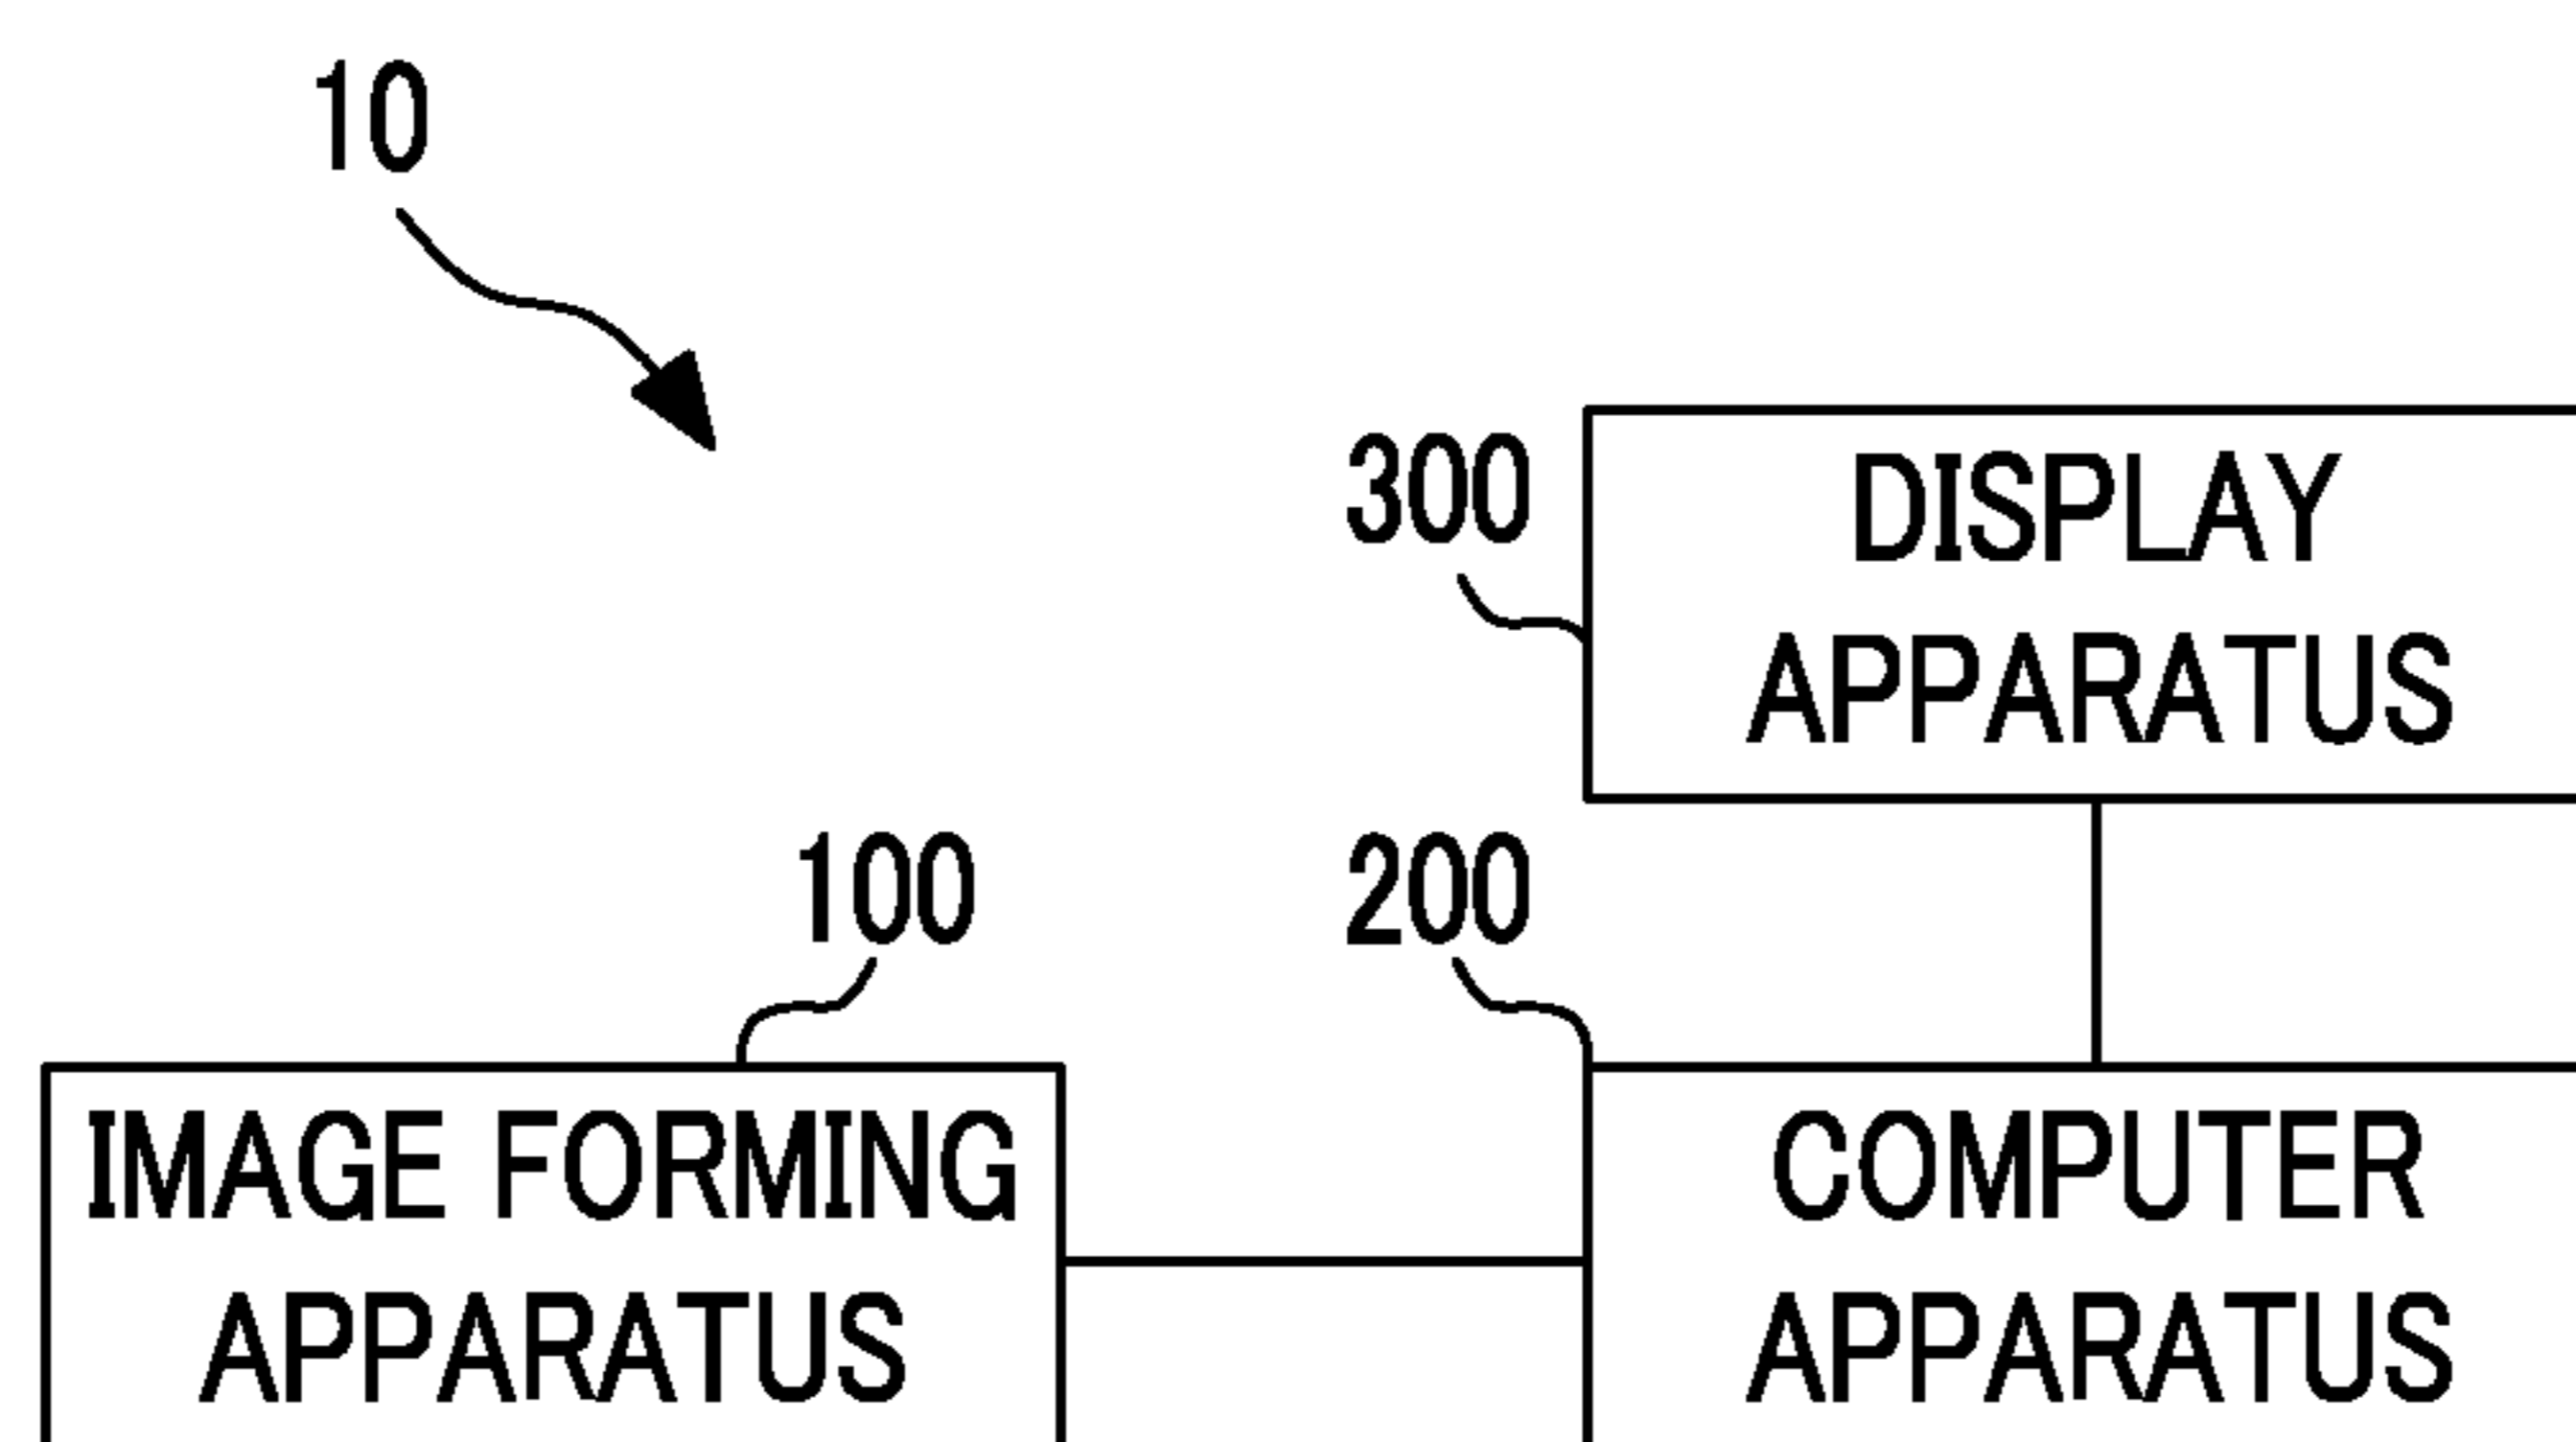 10
300
DISPLAY
APPARATUS
100
200
IMAGE FORMING
APPARATUS
COMPUTER
APPARATUS